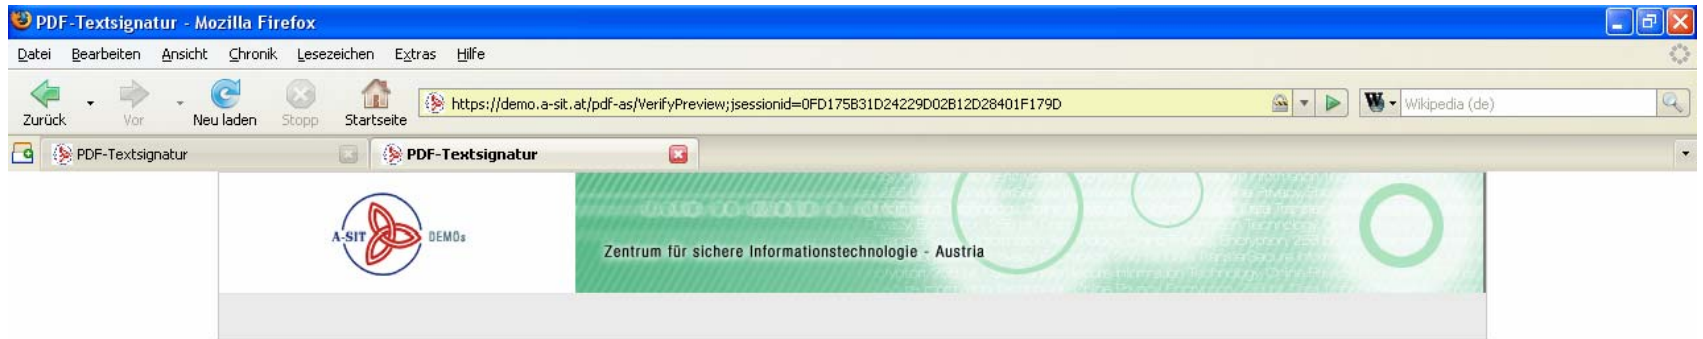 PDF-Textsignatur - Mozilla Firefox
Datei Bearbeiten Ansicht Chronik Lesezeichen Extras Hilfe
https://demo.a-sit.at/pdf-as/VerifyPreview;jsessionid=0FD175B31D24229D02B12D28401F179D
W Wikipedia (de)
Zurück Vor Neu laden Stopp Startseite
PDF-Textsignatur PDF-Textsignatur
A-SIT DEMOs
Zentrum für sichere Informationstechnologie - Austria